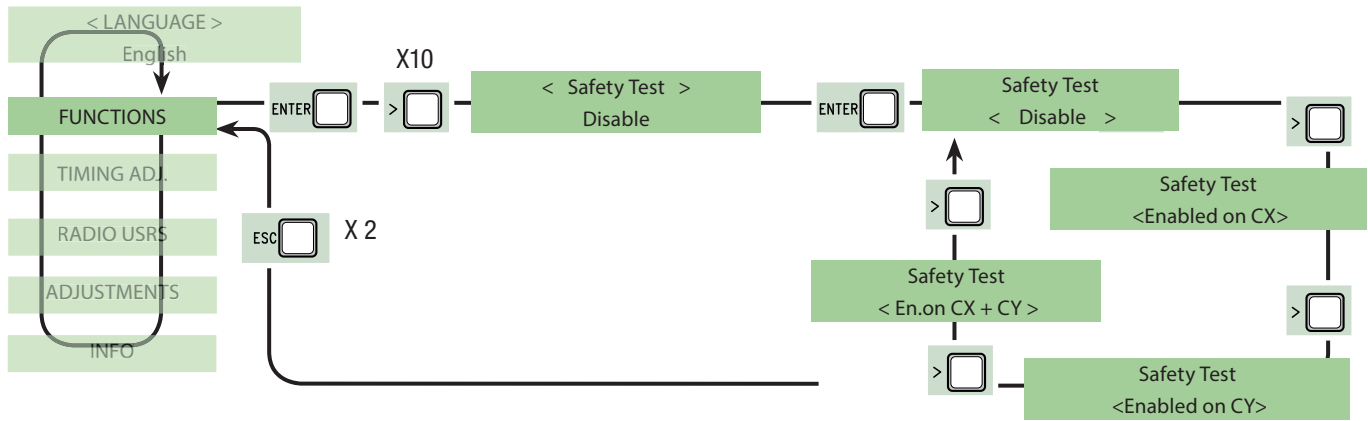 < LANGUAGE >
English
FUNCTIONS
TIMING ADJ.
RADIO USRS
ADJUSTMENTS
INFO
ENTER
X10
>
< Safety Test >
Disable
ENTER
Safety Test
< Disable >
>
Safety Test
<Enabled on CX>
>
Safety Test
<Enabled on CY>
>
Safety Test
< En.on CX + CY >
>
ESC
X 2